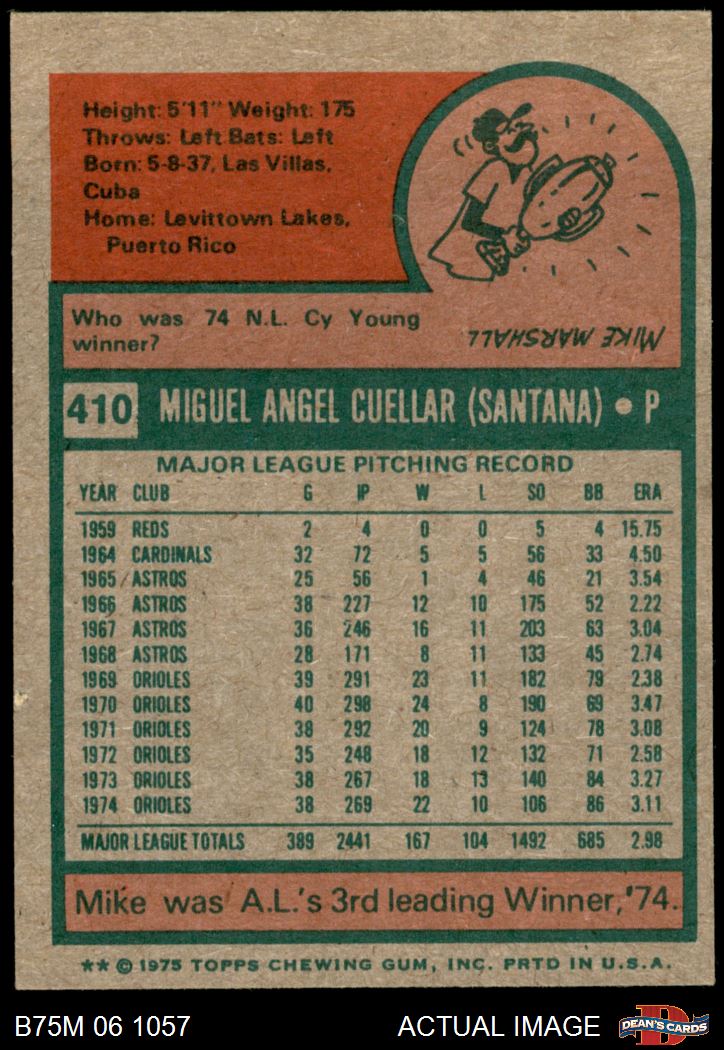 Height: 5'11" Weight: 175
Throws: Left Bats: Left
Born: 5-8-37, Las Villas,
Cuba
Home: Levittown Lakes,
Puerto Rico
Who was 74 N.L. Cy Young
winner?
MIKE MARSHALL
410 MIGUEL ANGEL CUELLAR (SANTANA) • P
MAJOR LEAGUE PITCHING RECORD
YEAR CLUB G IP W L SO BB ERA
1959 REDS 2 4 0 0 5 4 15.75
1964 CARDINALS 32 72 5 5 56 33 4.50
1965 ASTROS 25 56 1 4 46 21 3.54
1966 ASTROS 38 227 12 10 175 52 2.22
1967 ASTROS 36 246 16 11 203 63 3.04
1968 ASTROS 28 171 8 11 133 45 2.74
1969 ORIOLES 39 291 23 11 182 79 2.38
1970 ORIOLES 40 298 24 8 190 69 3.47
1971 ORIOLES 38 292 20 9 124 78 3.08
1972 ORIOLES 35 248 18 12 132 71 2.58
1973 ORIOLES 38 267 18 13 140 84 3.27
1974 ORIOLES 38 269 22 10 106 86 3.11
MAJOR LEAGUE TOTALS 389 2441 167 104 1492 685 2.98
Mike was A.L.'s 3rd leading Winner, '74.
** © 1975 TOPPS CHEWING GUM, INC. PRTD IN U.S.A.
B75M 06 1057 ACTUAL IMAGE DEAN'S CARDS